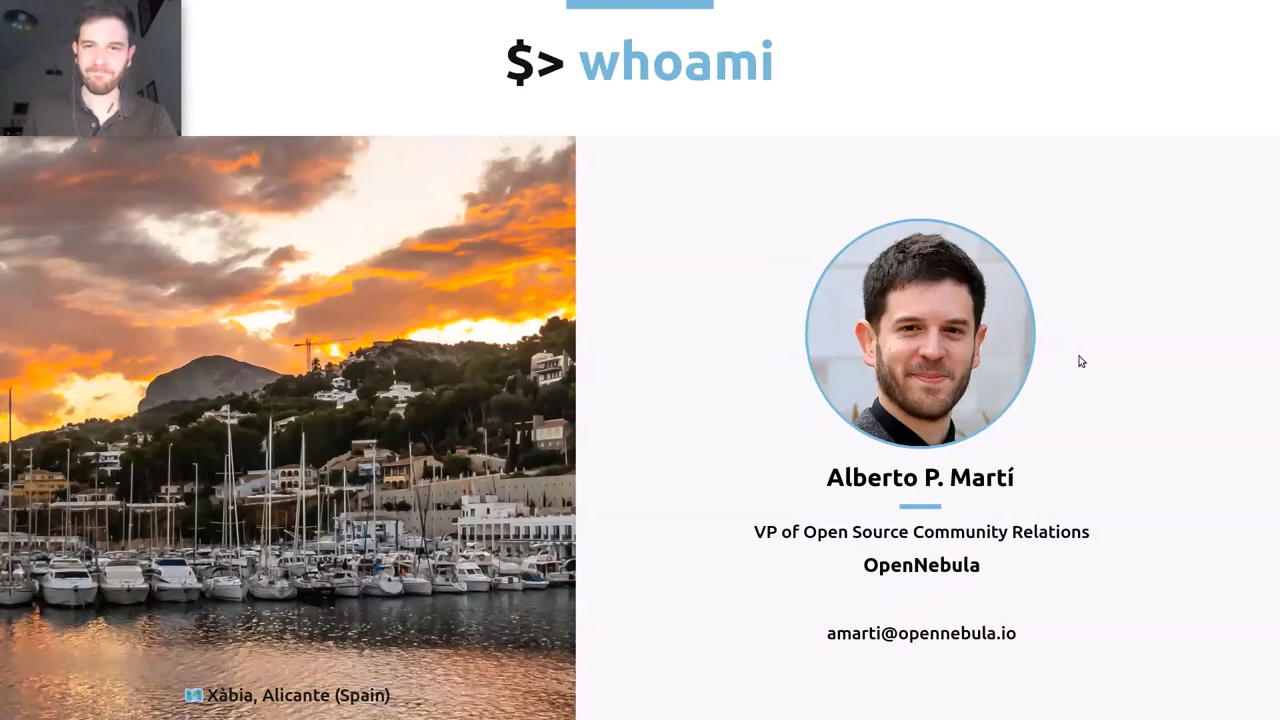 $> whoami
Alberto P. Martí
VP of Open Source Community Relations
OpenNebula
amarti@opennebula.io
Xàbia, Alicante (Spain)